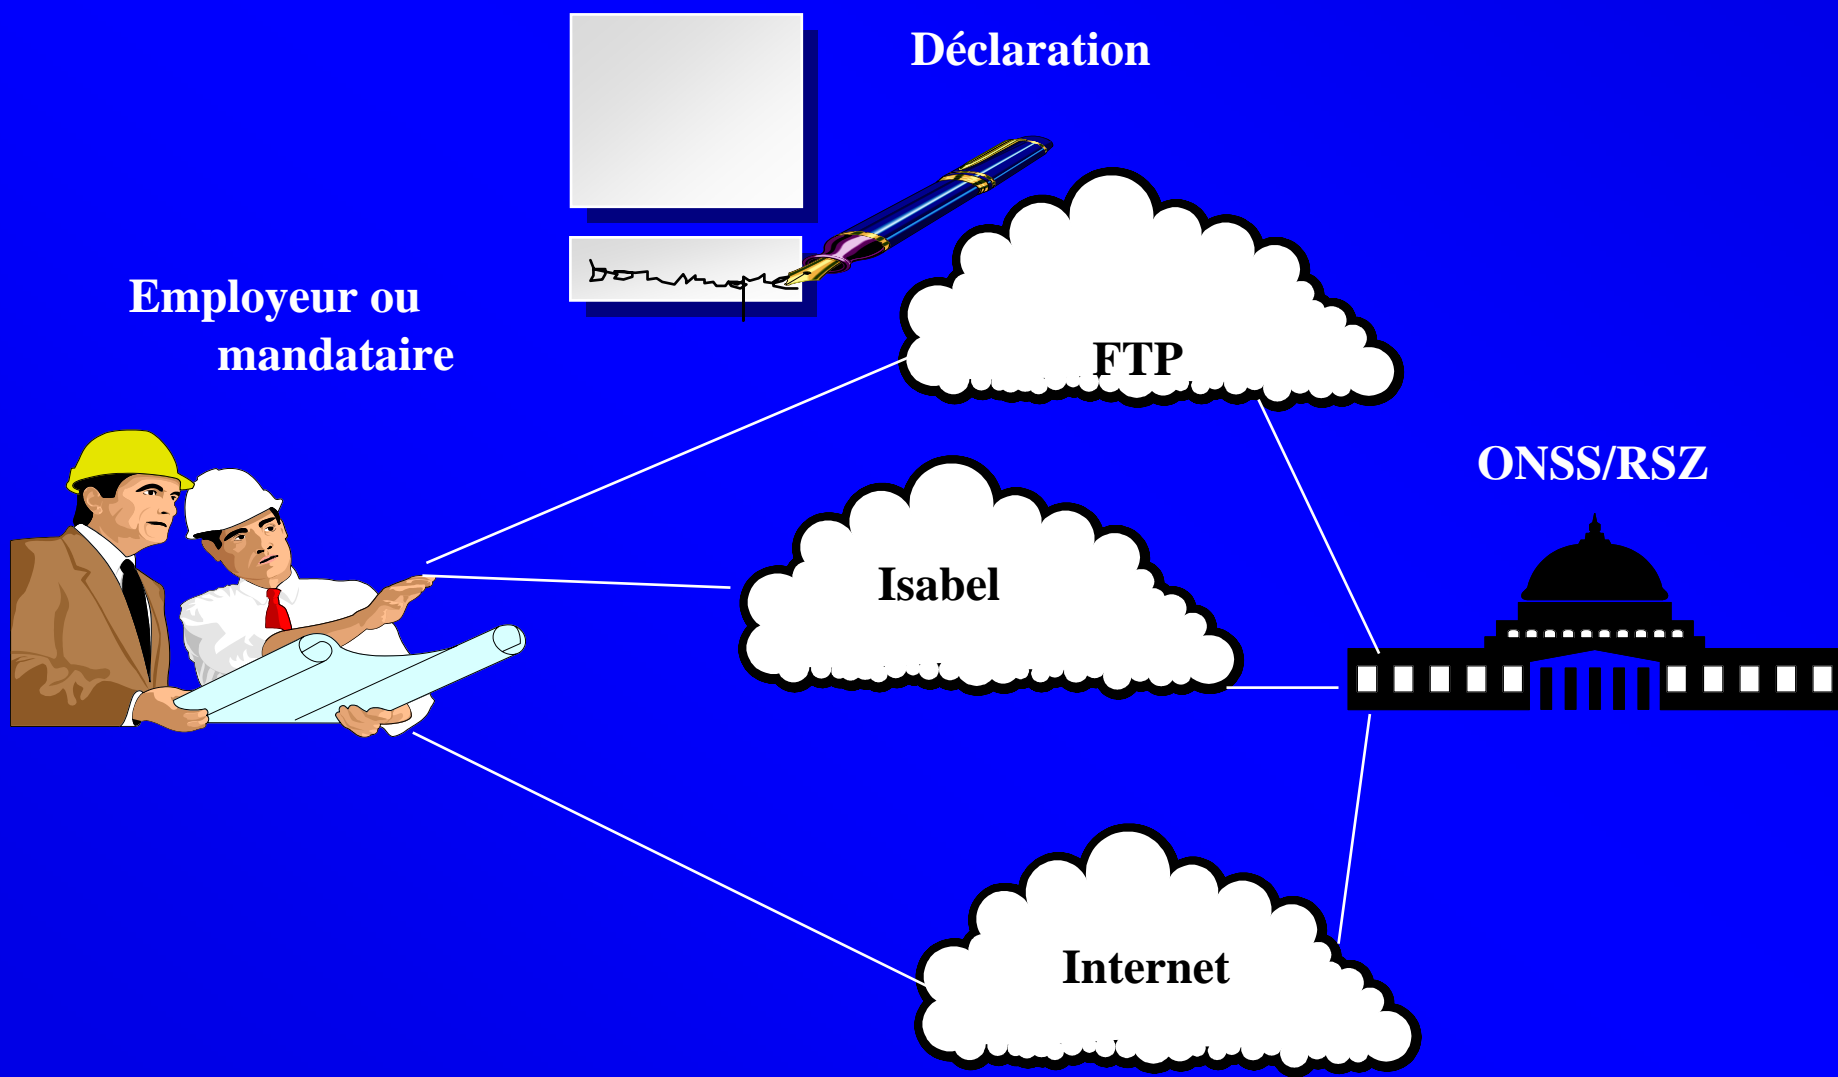 Déclaration
Employeur ou
mandataire
FTP
ONSS/RSZ
Isabel
Internet